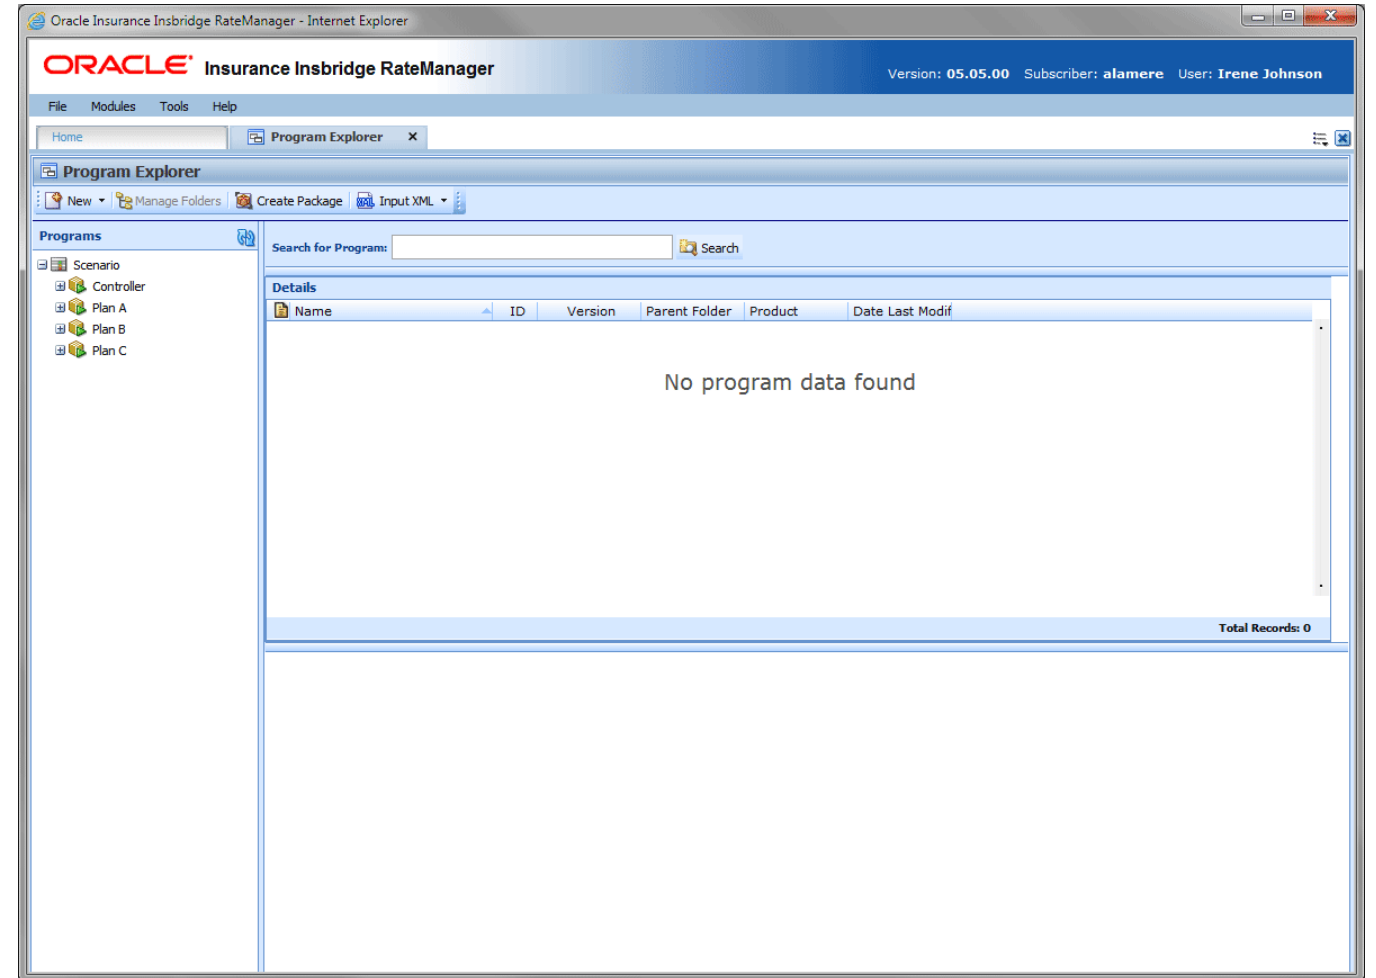 Oracle Insurance Insbridge RateManager - Internet Explorer
ORACLE Insurance Insbridge RateManager
Version: 05.05.00 Subscriber: alamere User: Irene Johnson
File Modules Tools Help
Home Program Explorer x
Program Explorer
New Manage Folders Create Package Input XML
Programs
Search for Program: Search
Scenario
Controller
Plan A
Plan B
Plan C
Details
Name ID Version Parent Folder Product Date Last Modif
No program data found
Total Records: 0